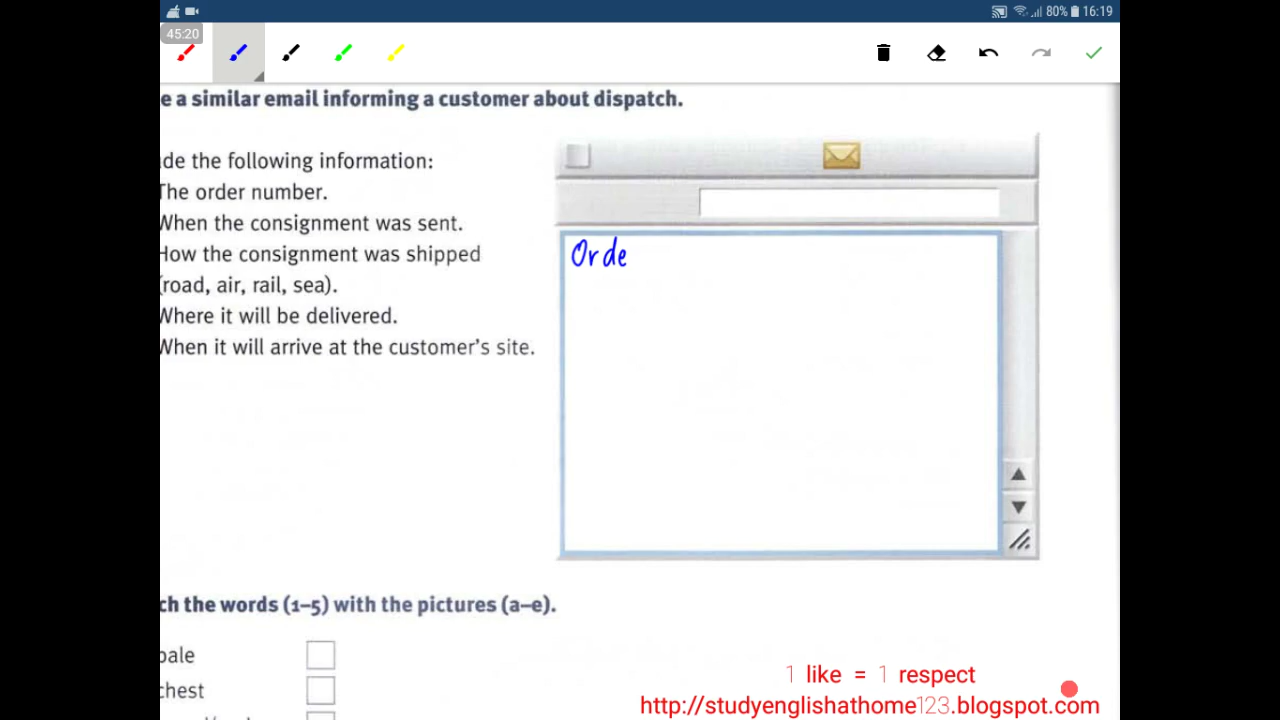 80% 16:19
45:20
e a similar email informing a customer about dispatch.
de the following information:
The order number.
When the consignment was sent.
How the consignment was shipped
(road, air, rail, sea).
Where it will be delivered.
When it will arrive at the customer's site.
Orde
ch the words (1–5) with the pictures (a–e).
bale
chest
1 like = 1 respect
http://studyenglishathome123.blogspot.com